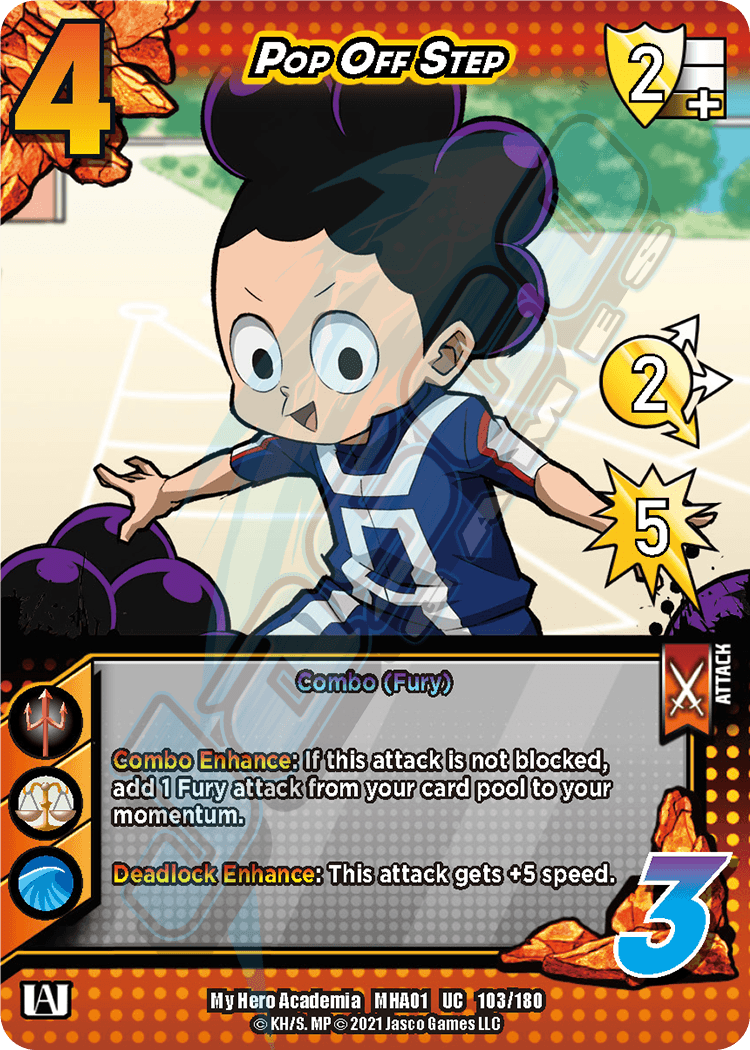 4
POP OFF STEP
2
+
2
5
ATTACK
Combo (Fury)
Combo Enhance: If this attack is not blocked,
add 1 Fury attack from your card pool to your
momentum.
Deadlock Enhance: This attack gets +5 speed.
3
UA
My Hero Academia MHA01 UC 103/180
© KH/S. MP © 2021 Jasco Games LLC